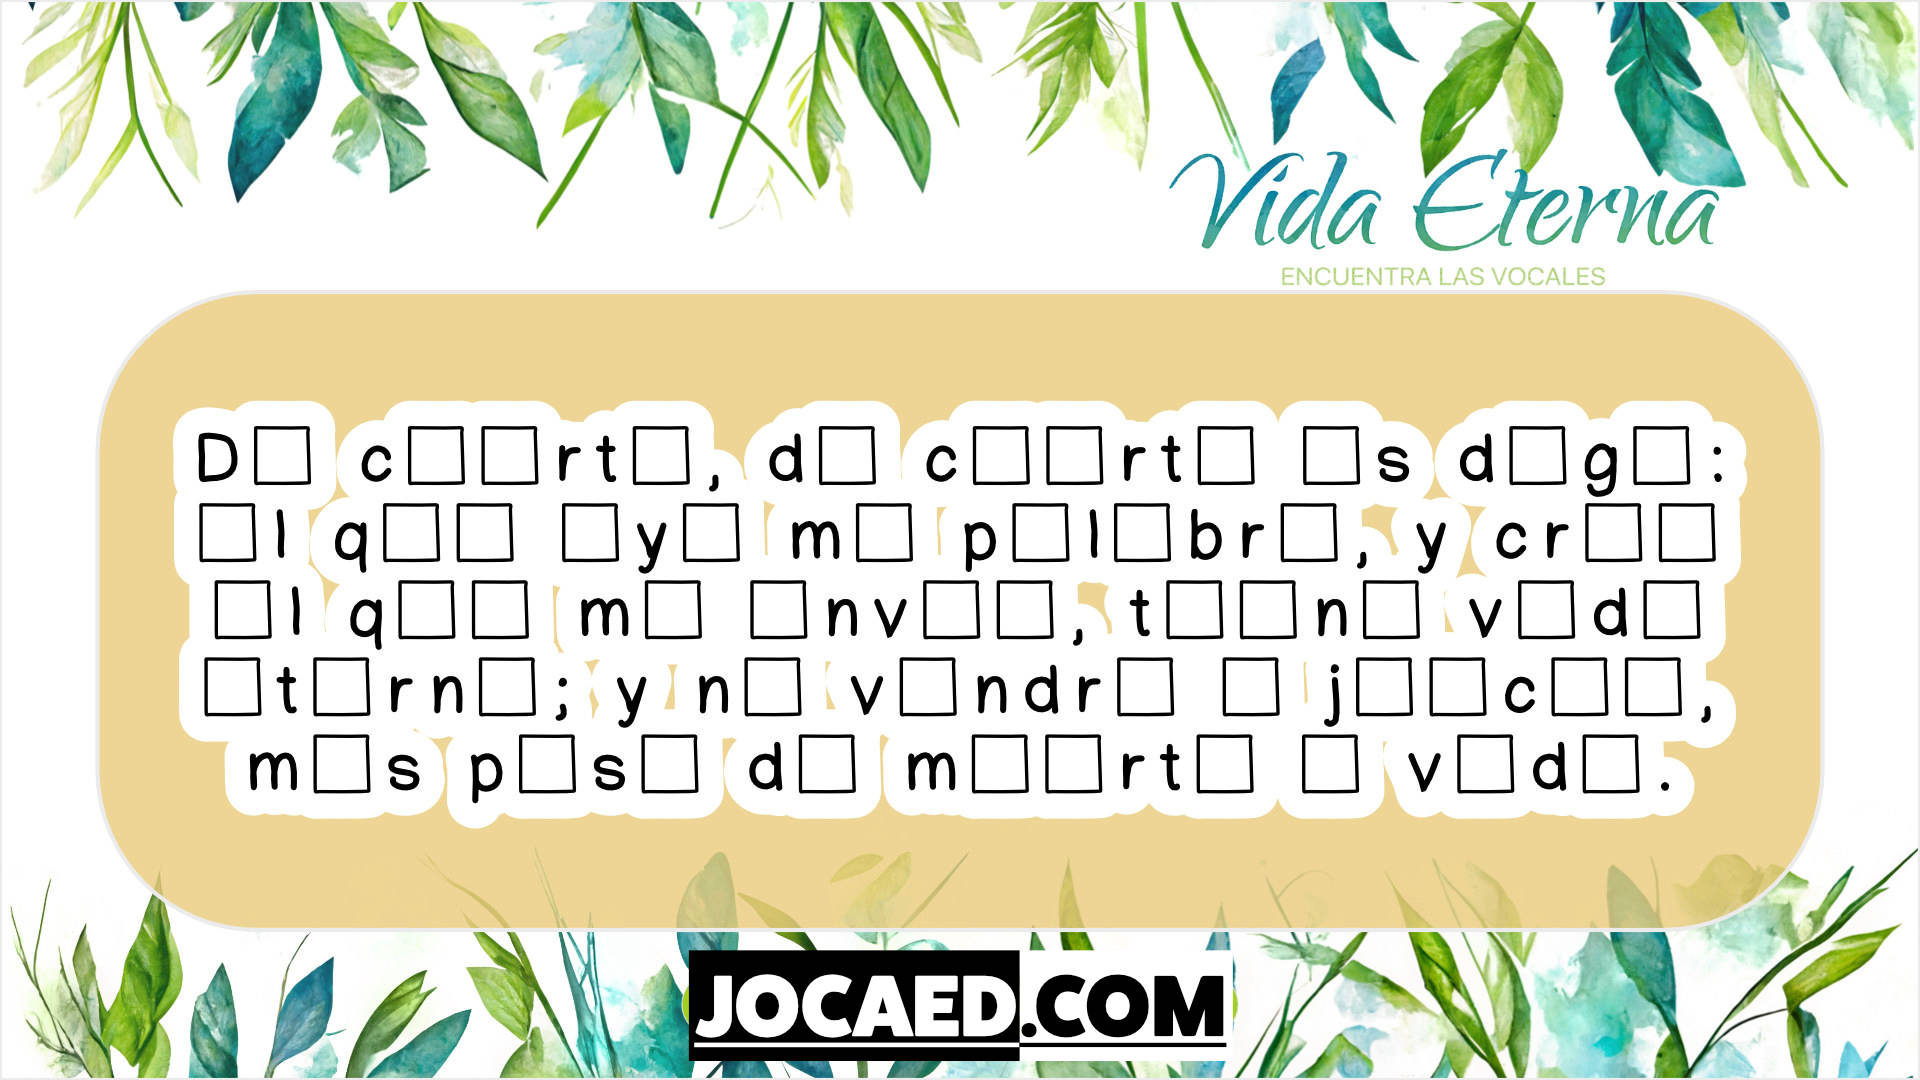 Vida Eterna
ENCUENTRA LAS VOCALES
D□ c□□rt□, d□ c□□rt□ □s d□g□:
□l q□□ □y□ m□ p□l□br□, y cr□□
□l q□□ m□ □nv□□, t□□n□ v□d□
□t□rn□; y n□ v□ndr□ □ j□□c□□,
m□s p□s□ d□ m□□rt□ □ v□d□.
JOCAED.COM